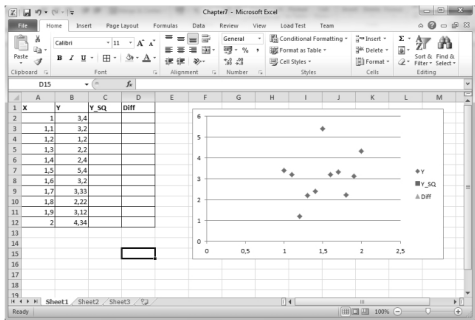 Chapter7 - Microsoft Excel
File Home Insert Page Layout Formulas Data Review View Load Test Team
Paste Calibri 11 A A General Conditional Formatting Insert Σ
B I U A % , Format as Table Delete Sort & Find &
Cell Styles Format Filter Select
Clipboard Font Alignment Number Styles Cells Editing
D15 fx
A B C D E F G H I J K L M
1 X Y Y_SQ Diff
2 1 3,4
3 1,1 3,2
4 1,2 1,2
5 1,3 2,2
6 1,4 2,4
7 1,5 5,4
8 1,6 3,2
9 1,7 3,33
10 1,8 2,22
11 1,9 3,12
12 2 4,34
13
14
15
16
17
18
19
6
5
4
3
2
1
0
0 0,5 1 1,5 2 2,5
Y
Y_SQ
Diff
Sheet1 Sheet2 Sheet3
Ready 100%